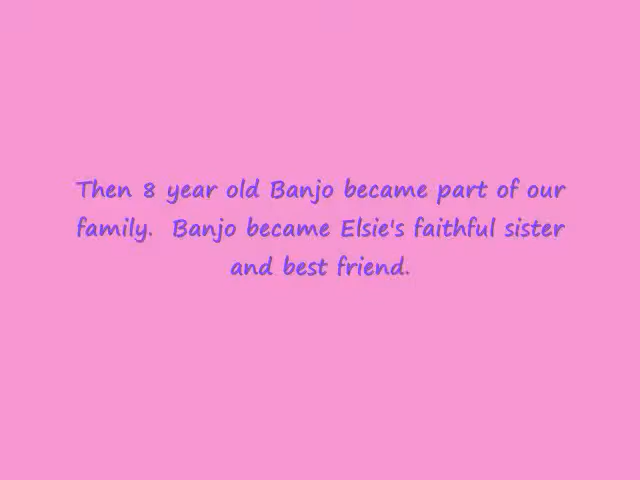 Then 8 year old Banjo became part of our
family.  Banjo became Elsie's faithful sister
and best friend.